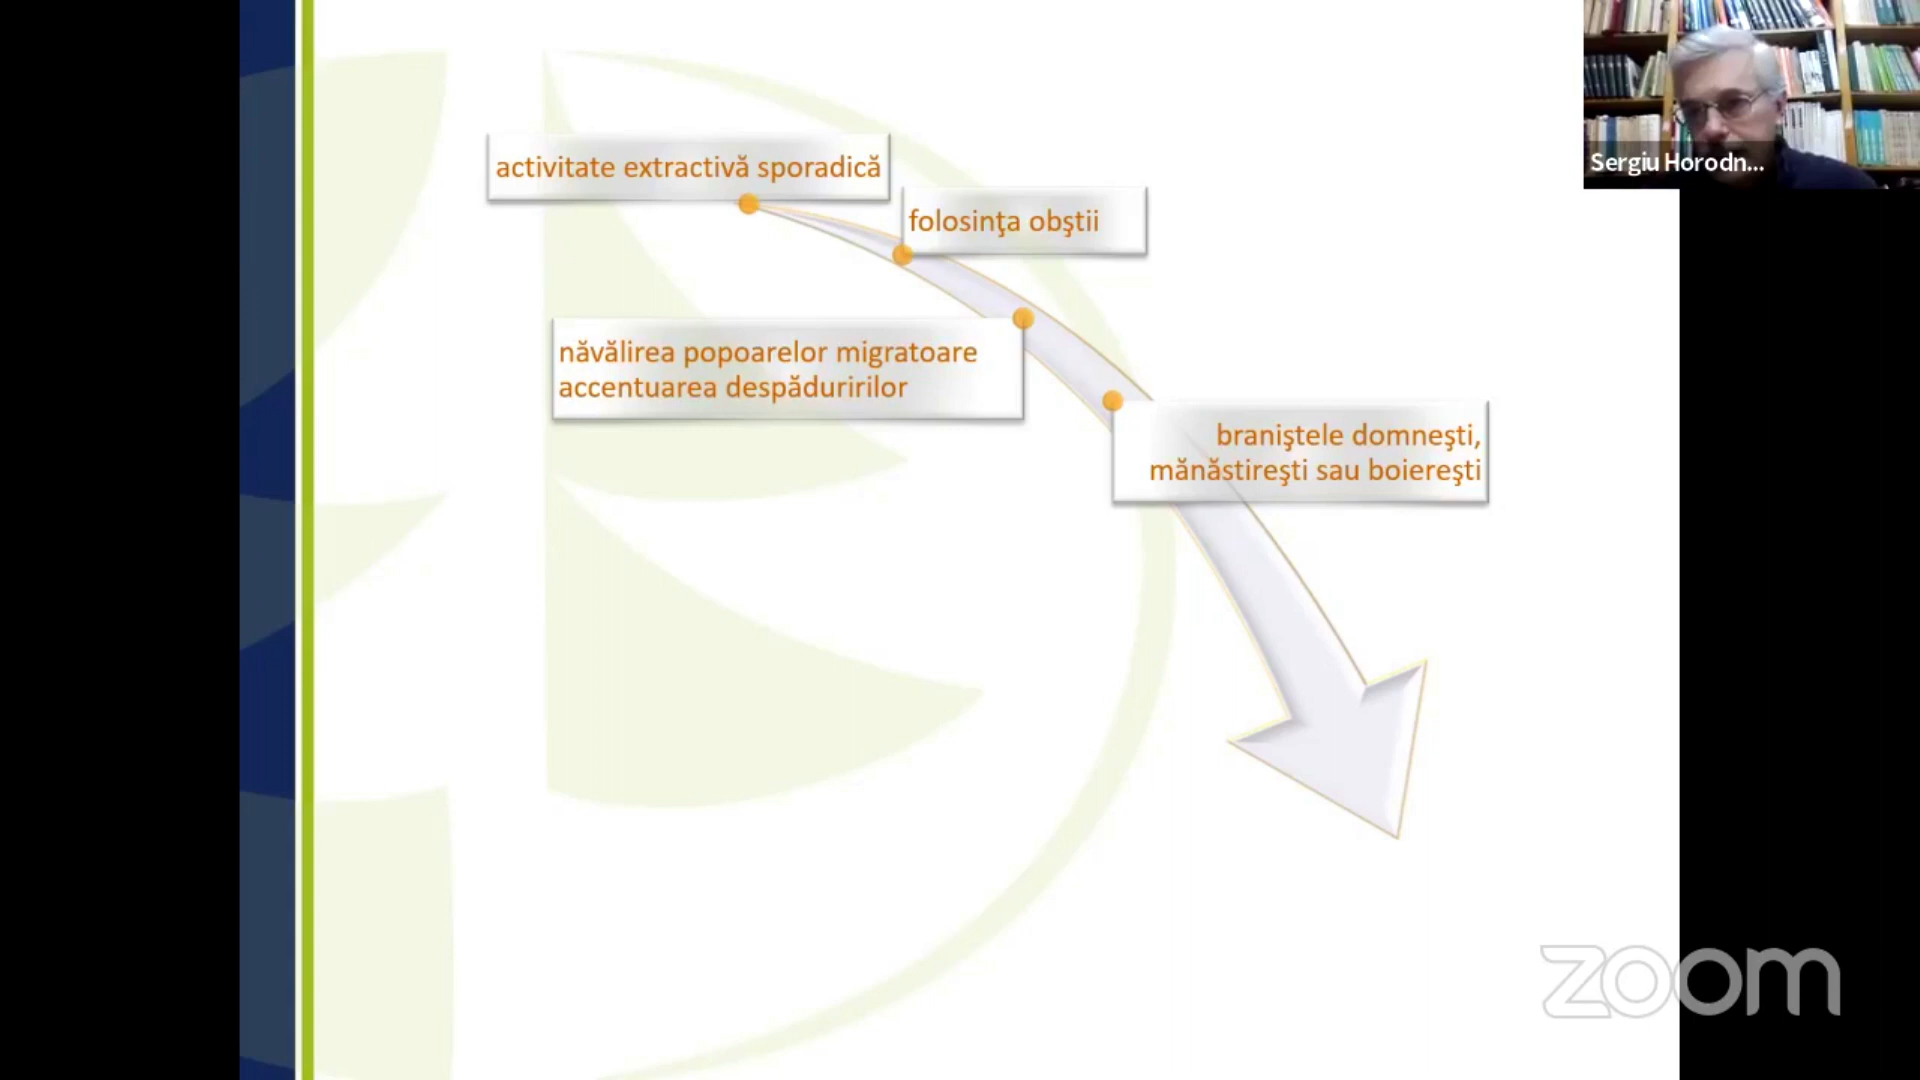 activitate extractivă sporadică
folosinţa obştii
năvălirea popoarelor migratoare
accentuarea despăduririlor
braniştele domneşti,
mănăstireşti sau boiereşti
Sergiu Horodn...
zoom